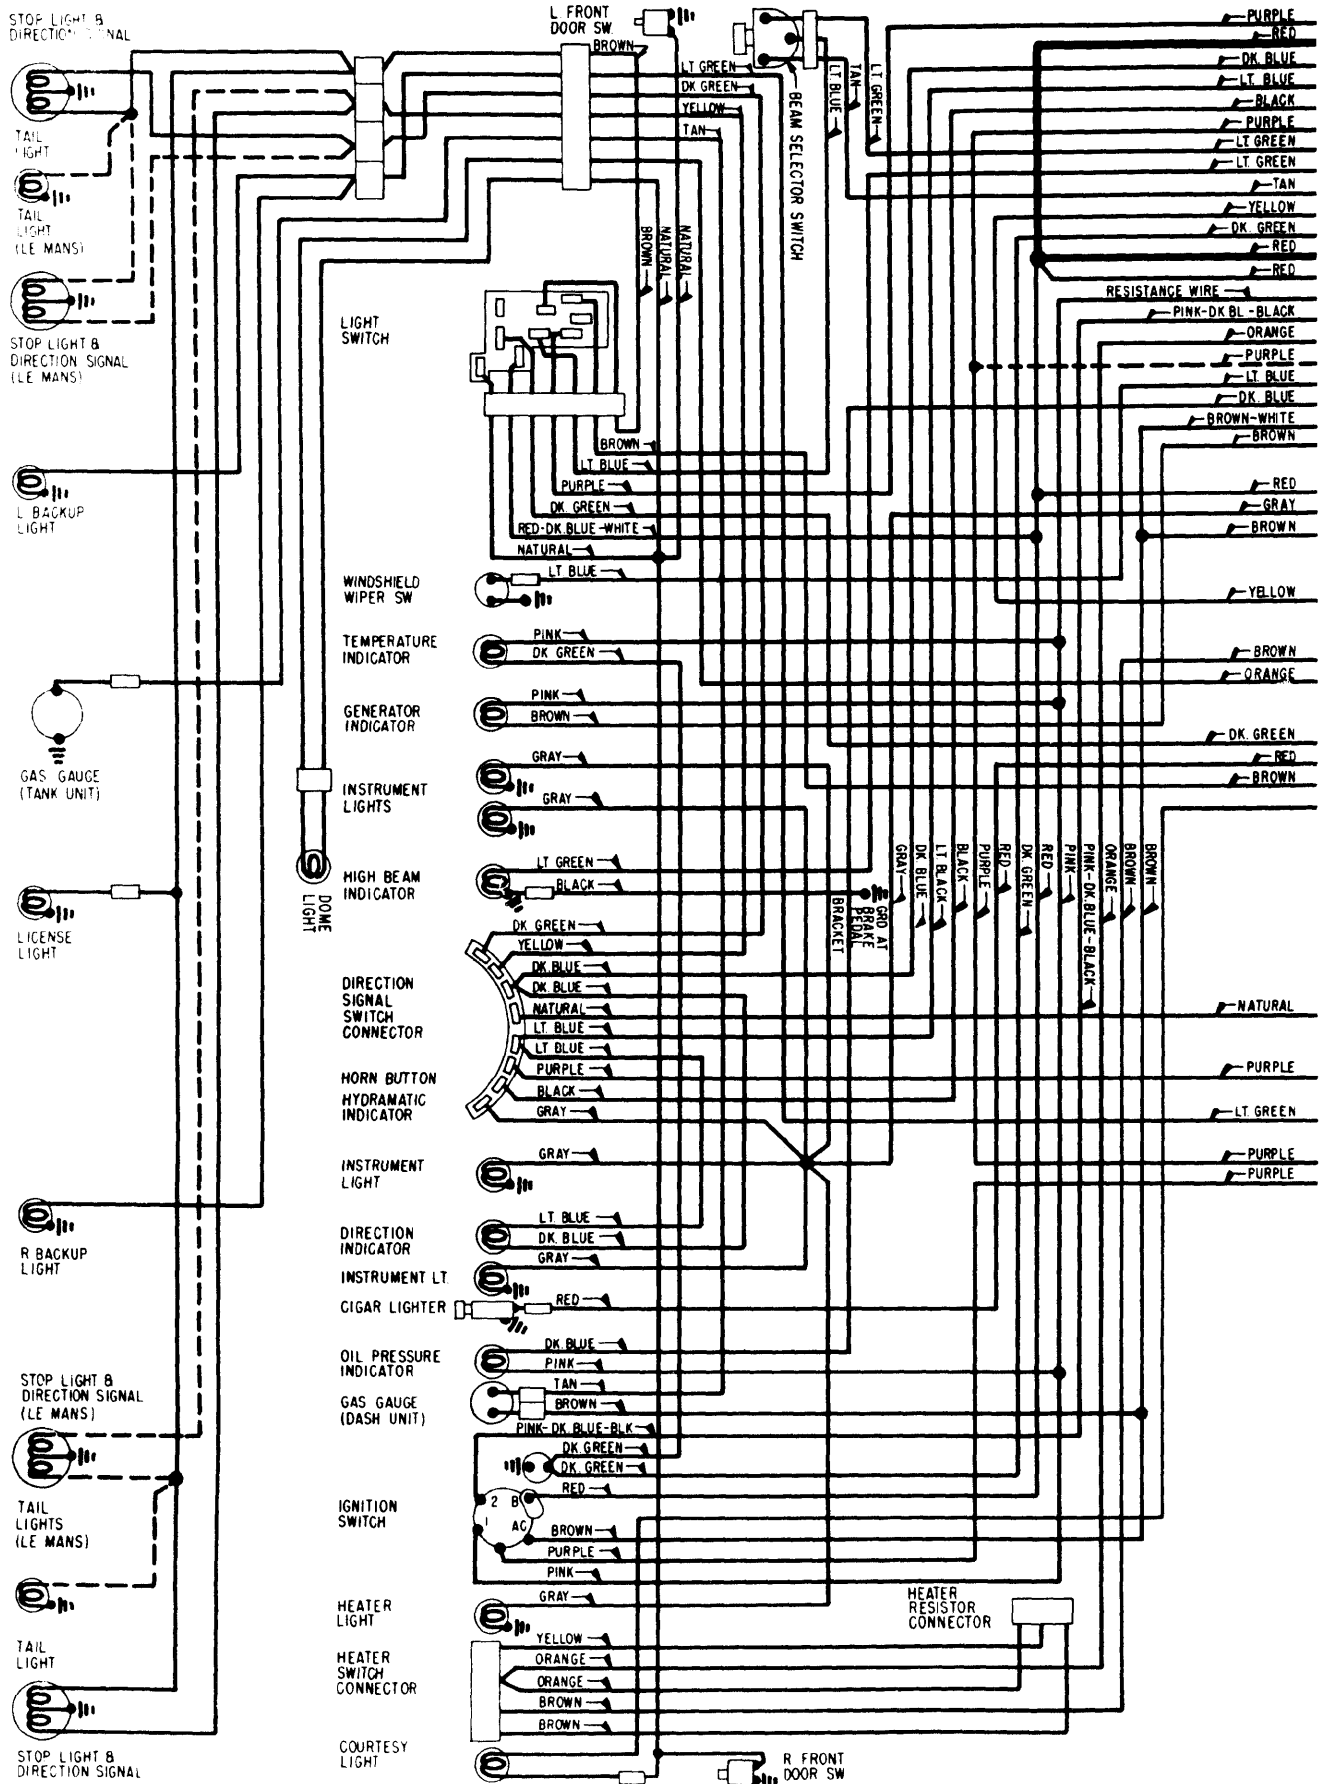 STOP LIGHT &
DIRECTION SIGNAL
TAIL
LIGHT
TAIL
LIGHT
(LE MANS)
STOP LIGHT &
DIRECTION SIGNAL
(LE MANS)
L BACKUP
LIGHT
GAS GAUGE
(TANK UNIT)
LICENSE
LIGHT
R BACKUP
LIGHT
STOP LIGHT &
DIRECTION SIGNAL
(LE MANS)
TAIL
LIGHTS
(LE MANS)
TAIL
LIGHT
STOP LIGHT &
DIRECTION SIGNAL
DOME
LIGHT
L. FRONT
DOOR SW.
BROWN
LT GREEN
DK GREEN
YELLOW
TAN
BEAM SELECTOR SWITCH
LT BLUE
TAN
LT GREEN
BROWN
NATURAL
NATURAL
LIGHT
SWITCH
BROWN
LT BLUE
PURPLE
DK. GREEN
RED-DK.BLUE-WHITE
NATURAL
WINDSHIELD
WIPER SW
LT BLUE
TEMPERATURE
INDICATOR
PINK
DK GREEN
GENERATOR
INDICATOR
PINK
BROWN
INSTRUMENT
LIGHTS
GRAY
GRAY
HIGH BEAM
INDICATOR
LT GREEN
BLACK
GRD AT
BRAKE
PEDAL
BRACKET
DIRECTION
SIGNAL
SWITCH
CONNECTOR
DK GREEN
YELLOW
DK.BLUE
DK.BLUE
NATURAL
LT. BLUE
LT BLUE
PURPLE
BLACK
GRAY
HORN BUTTON
HYDRAMATIC
INDICATOR
INSTRUMENT
LIGHT
GRAY
DIRECTION
INDICATOR
LT. BLUE
DK. BLUE
INSTRUMENT LT.
GRAY
CIGAR LIGHTER
RED
OIL PRESSURE
INDICATOR
DK.BLUE
PINK
GAS GAUGE
(DASH UNIT)
TAN
BROWN
PINK-DK.BLUE-BLK
DK.GREEN
DK.GREEN
IGNITION
SWITCH
RED
2 B
1 AC
BROWN
PURPLE
PINK
HEATER
LIGHT
GRAY
HEATER
SWITCH
CONNECTOR
YELLOW
ORANGE
ORANGE
BROWN
BROWN
HEATER
RESISTOR
CONNECTOR
COURTESY
LIGHT
R FRONT
DOOR SW
GRAY
DK BLUE
LT BLACK
BLACK
PURPLE
RED
DK.GREEN
RED
PINK
PINK-DK.BLUE-BLACK
ORANGE
BROWN
BROWN
PURPLE
RED
DK. BLUE
LT. BLUE
BLACK
PURPLE
LT GREEN
LT. GREEN
TAN
YELLOW
DK. GREEN
RED
RED
RESISTANCE WIRE
PINK-DK BL-BLACK
ORANGE
PURPLE
LT. BLUE
DK. BLUE
BROWN-WHITE
BROWN
RED
GRAY
BROWN
YELLOW
BROWN
ORANGE
DK. GREEN
RED
BROWN
NATURAL
PURPLE
LT. GREEN
PURPLE
PURPLE